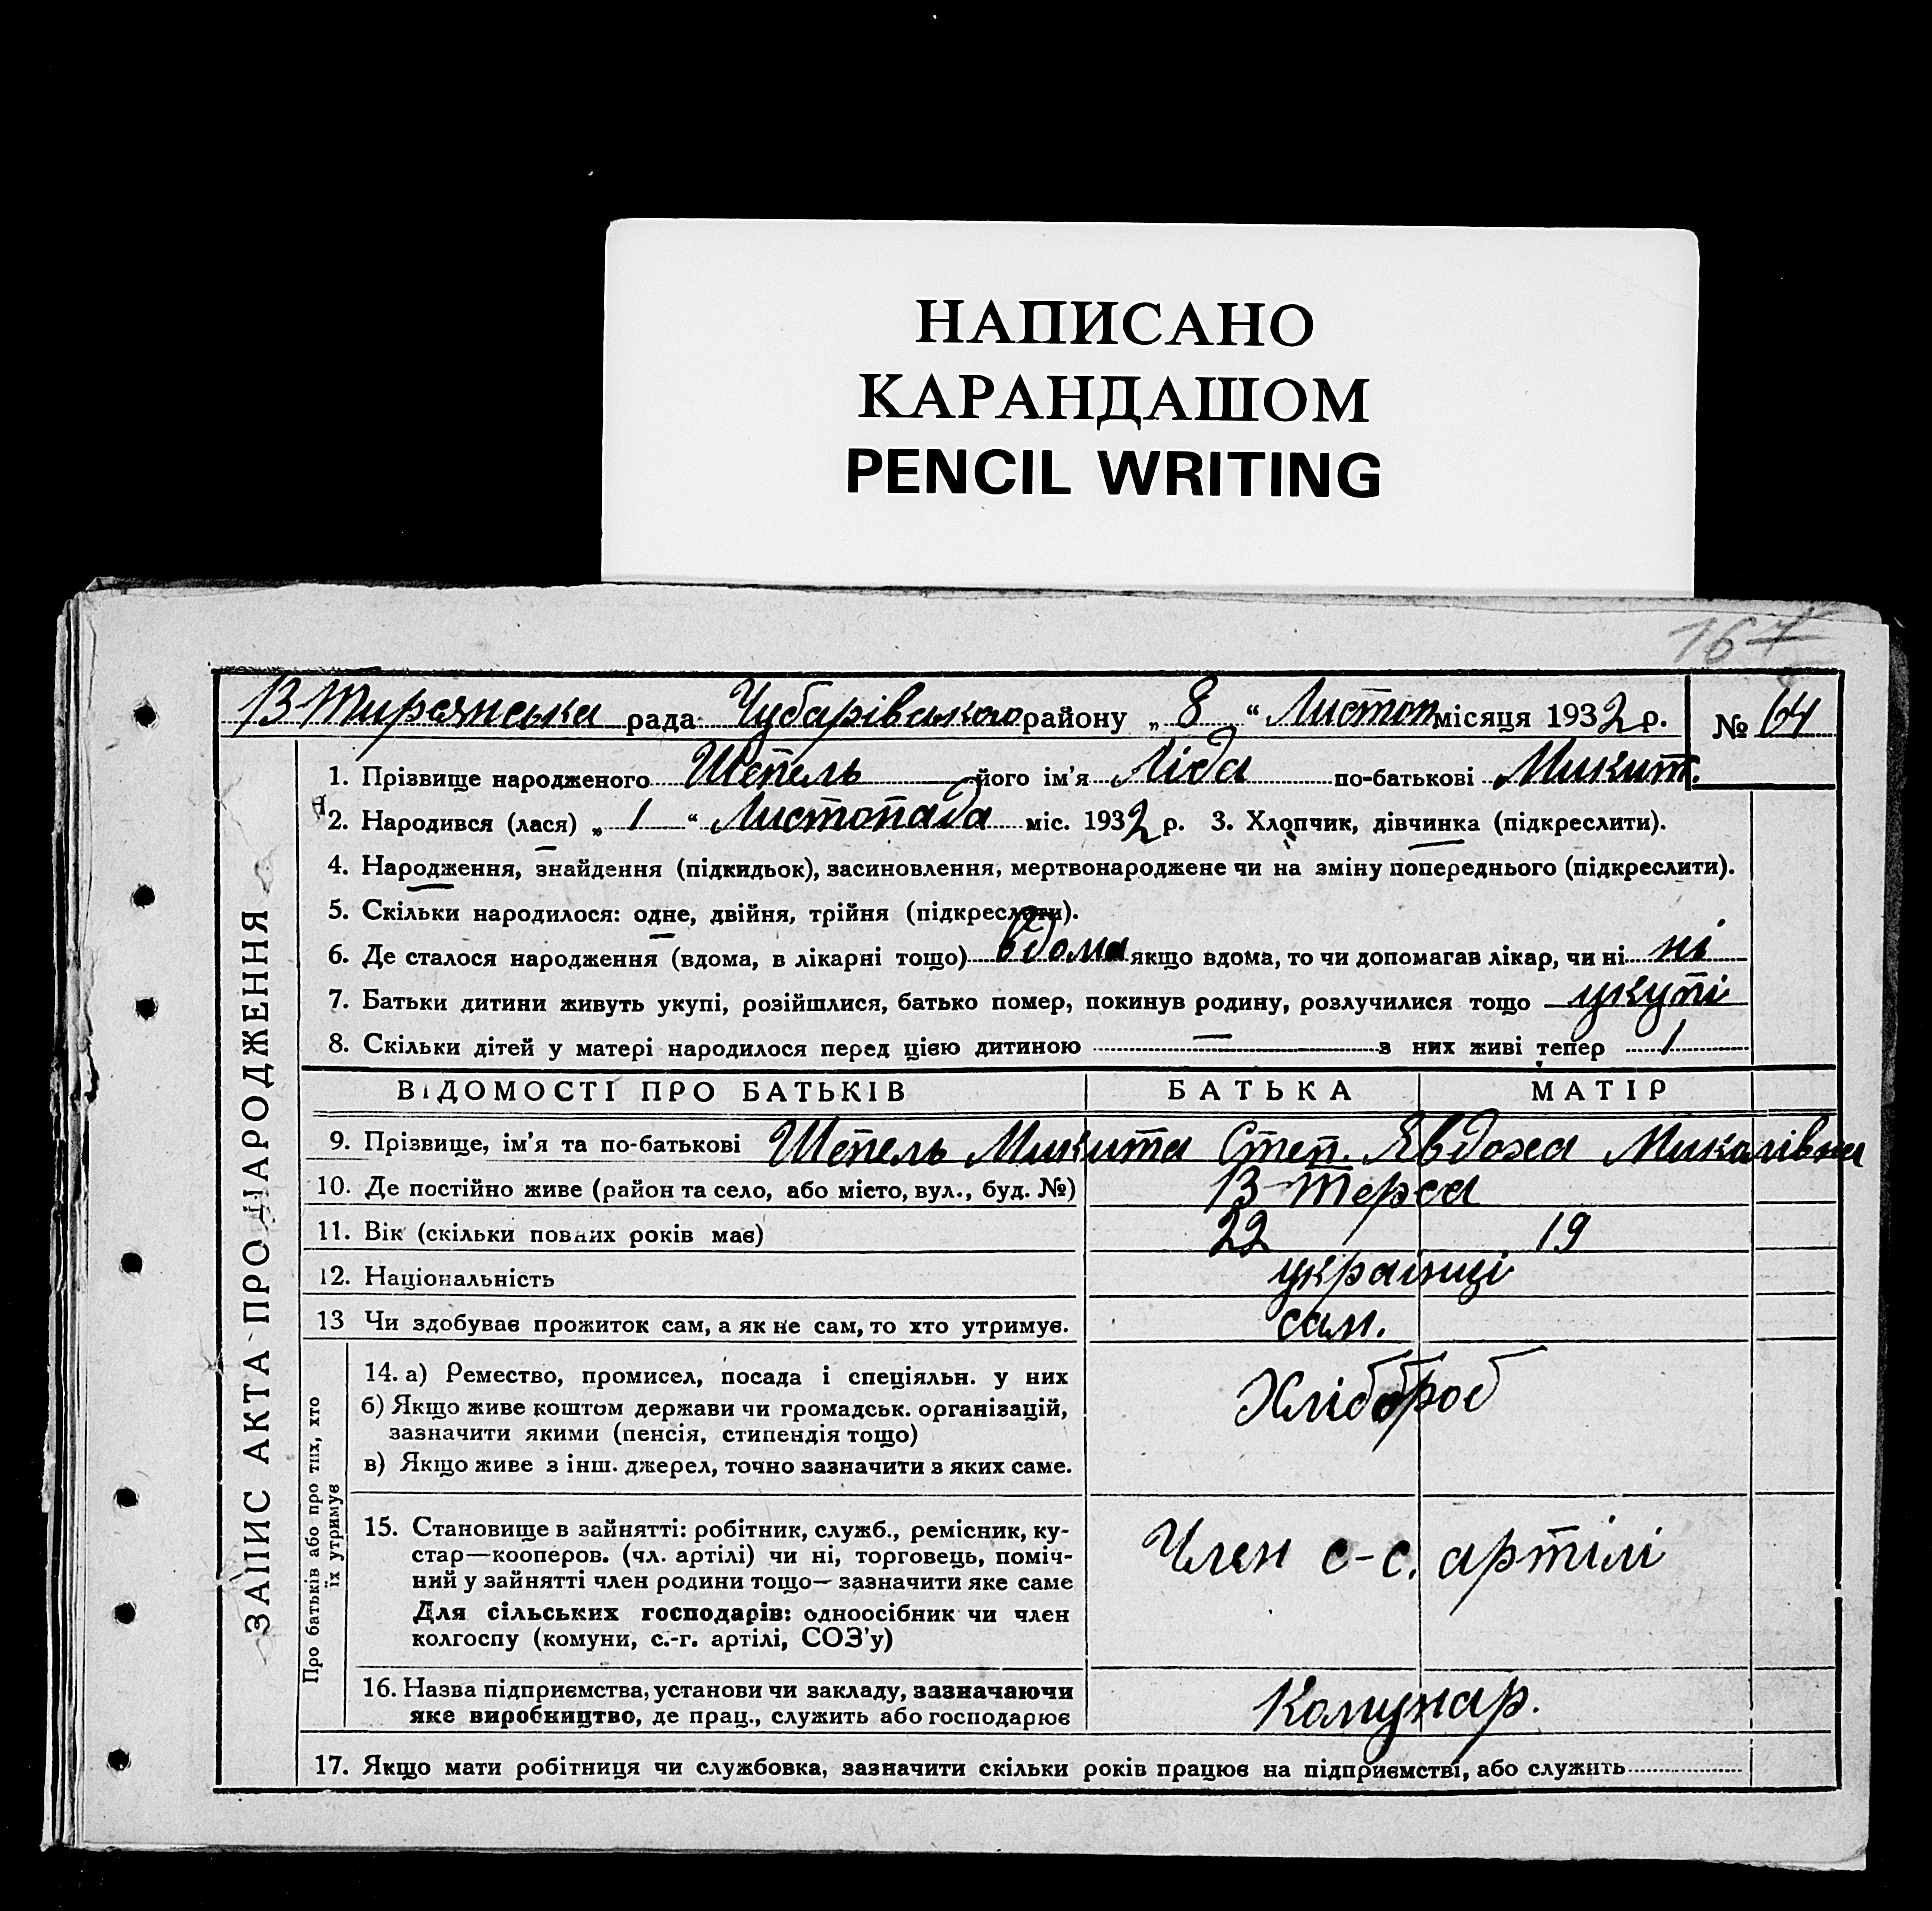 НАПИСАНО
КАРАНДАШОМ
PENCIL WRITING
167
В Тирсянська рада Чубарівського району „ 8 “ Листоп місяця 1932 р. № 64
ЗАПИС АКТА ПРО НАРОДЖЕННЯ
1. Прізвище народженого Шепель його ім’я Ліда по-батькові Микит.
2. Народився (лася) „ 1 “ Листопада міс. 1932 р. 3. Хлопчик, дівчинка (підкреслити).
4. Народження, знайдення (підкидьок), засиновлення, мертвонароджене чи на зміну попереднього (підкреслити).
5. Скільки народилося: одне, двійня, трійня (підкреслити).
6. Де сталося народження (вдома, в лікарні тощо) вдома якщо вдома, то чи допомагав лікар, чи ні ні
7. Батьки дитини живуть укупі, розійшлися, батько помер, покинув родину, розлучилися тощо укупі
8. Скільки дітей у матері народилося перед цією дитиною — з них живі тепер 1
ВІДОМОСТІ ПРО БАТЬКІВ БАТЬКА МАТІР
9. Прізвище, ім’я та по-батькові Шепель Микита Степ. Явдоха Миколівна
10. Де постійно живе (район та село, або місто, вул., буд. №) В-Терса
11. Вік (скільки повних років має) 22 19
12. Національність українці
13 Чи здобуває прожиток сам, а як не сам, то хто утримує. сам.
Про батьків або про тих, хто
їх утримує
14. а) Ремество, промисел, посада і спеціяльн. у них Хлібороб
б) Якщо живе коштом держави чи громадськ. організацій,
зазначити якими (пенсія, стипендія тощо)
в) Якщо живе з інш. джерел, точно зазначити з яких саме.
15. Становище в зайнятті: робітник, служб., ремісник, ку-
стар—кооперов. (чл. артілі) чи ні, торговець, поміч- Член с-с. артілі
ний у зайнятті член родини тощо—зазначити яке саме
Для сільських господарів: одноосібник чи член
колгоспу (комуни, с.-г. артілі, СОЗ’у)
16. Назва підприємства, установи чи закладу, зазначаючи Комунар.
яке виробництво, де прац., служить або господарює
17. Якщо мати робітниця чи службовка, зазначити скільки років працює на підприємстві, або служить